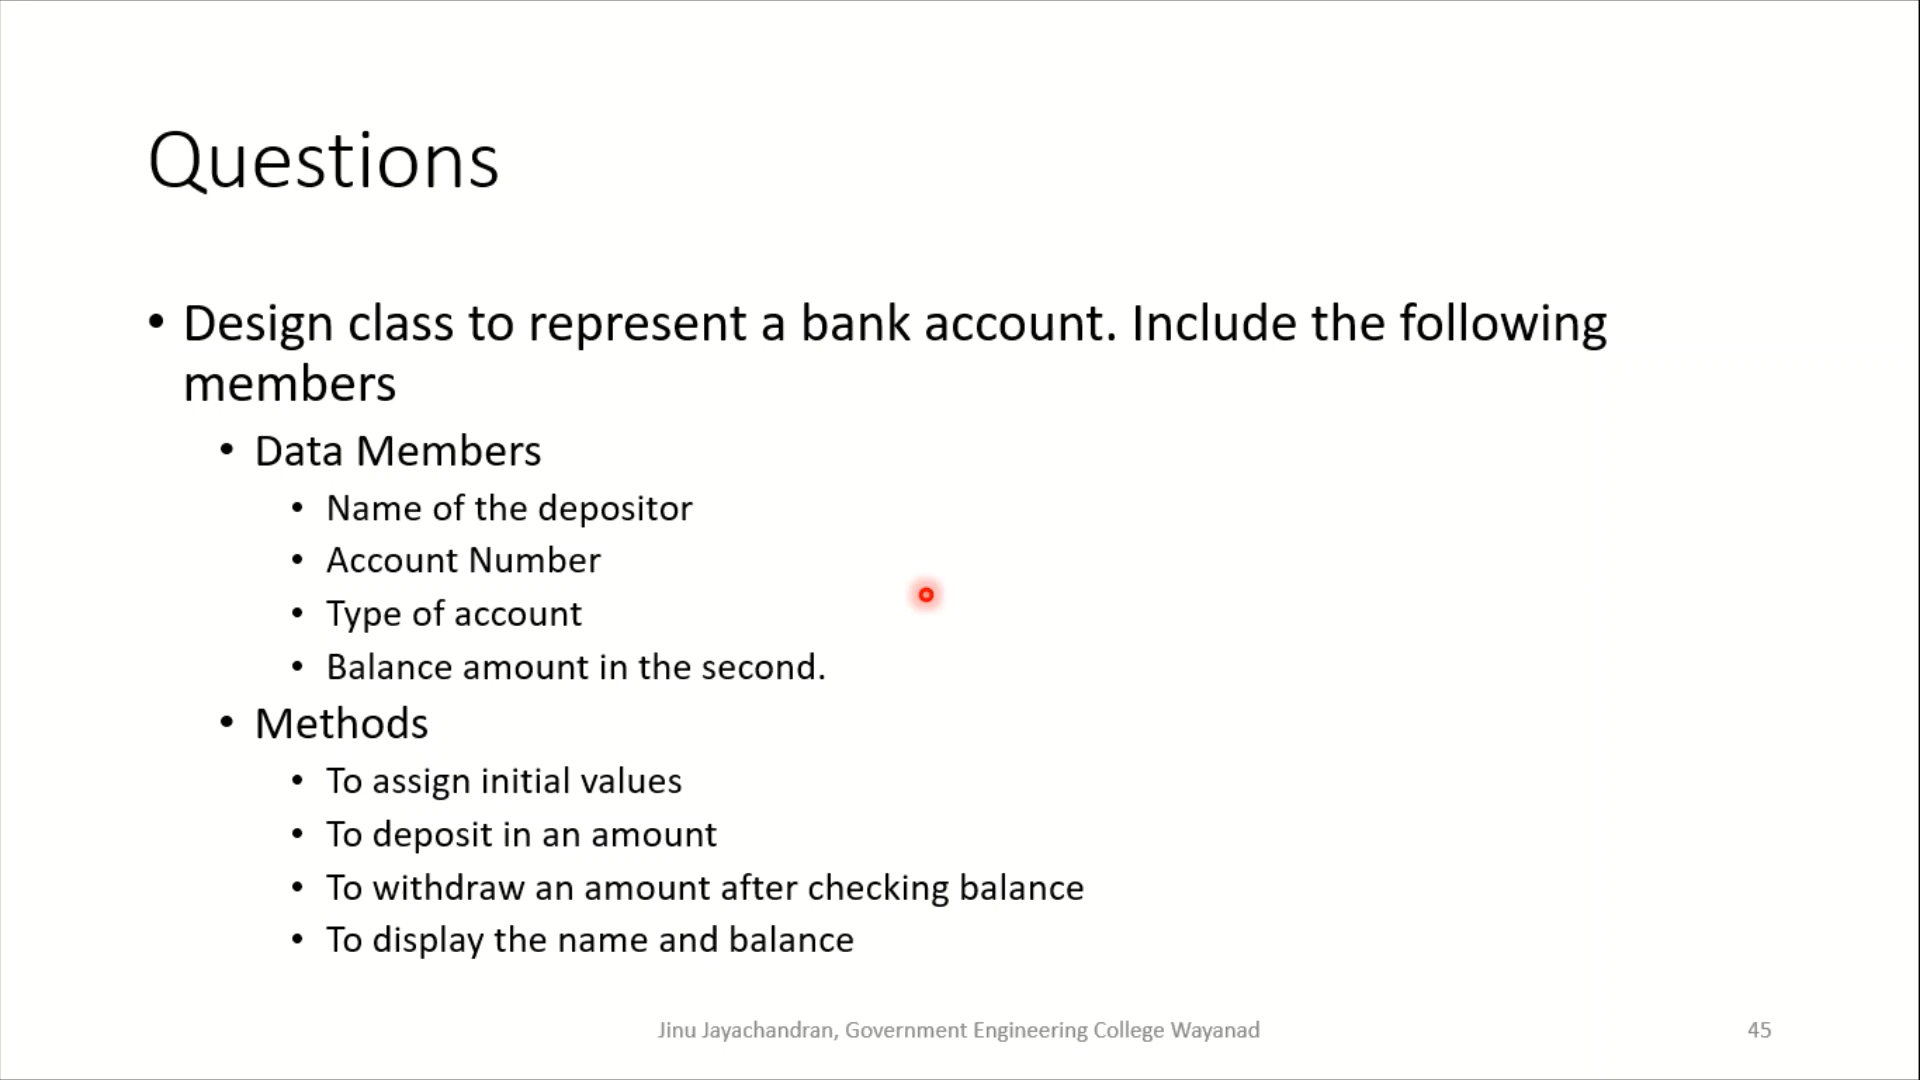 Questions
• Design class to represent a bank account. Include the following
members
• Data Members
• Name of the depositor
• Account Number
• Type of account
• Balance amount in the second.
• Methods
• To assign initial values
• To deposit in an amount
• To withdraw an amount after checking balance
• To display the name and balance
Jinu Jayachandran, Government Engineering College Wayanad
45